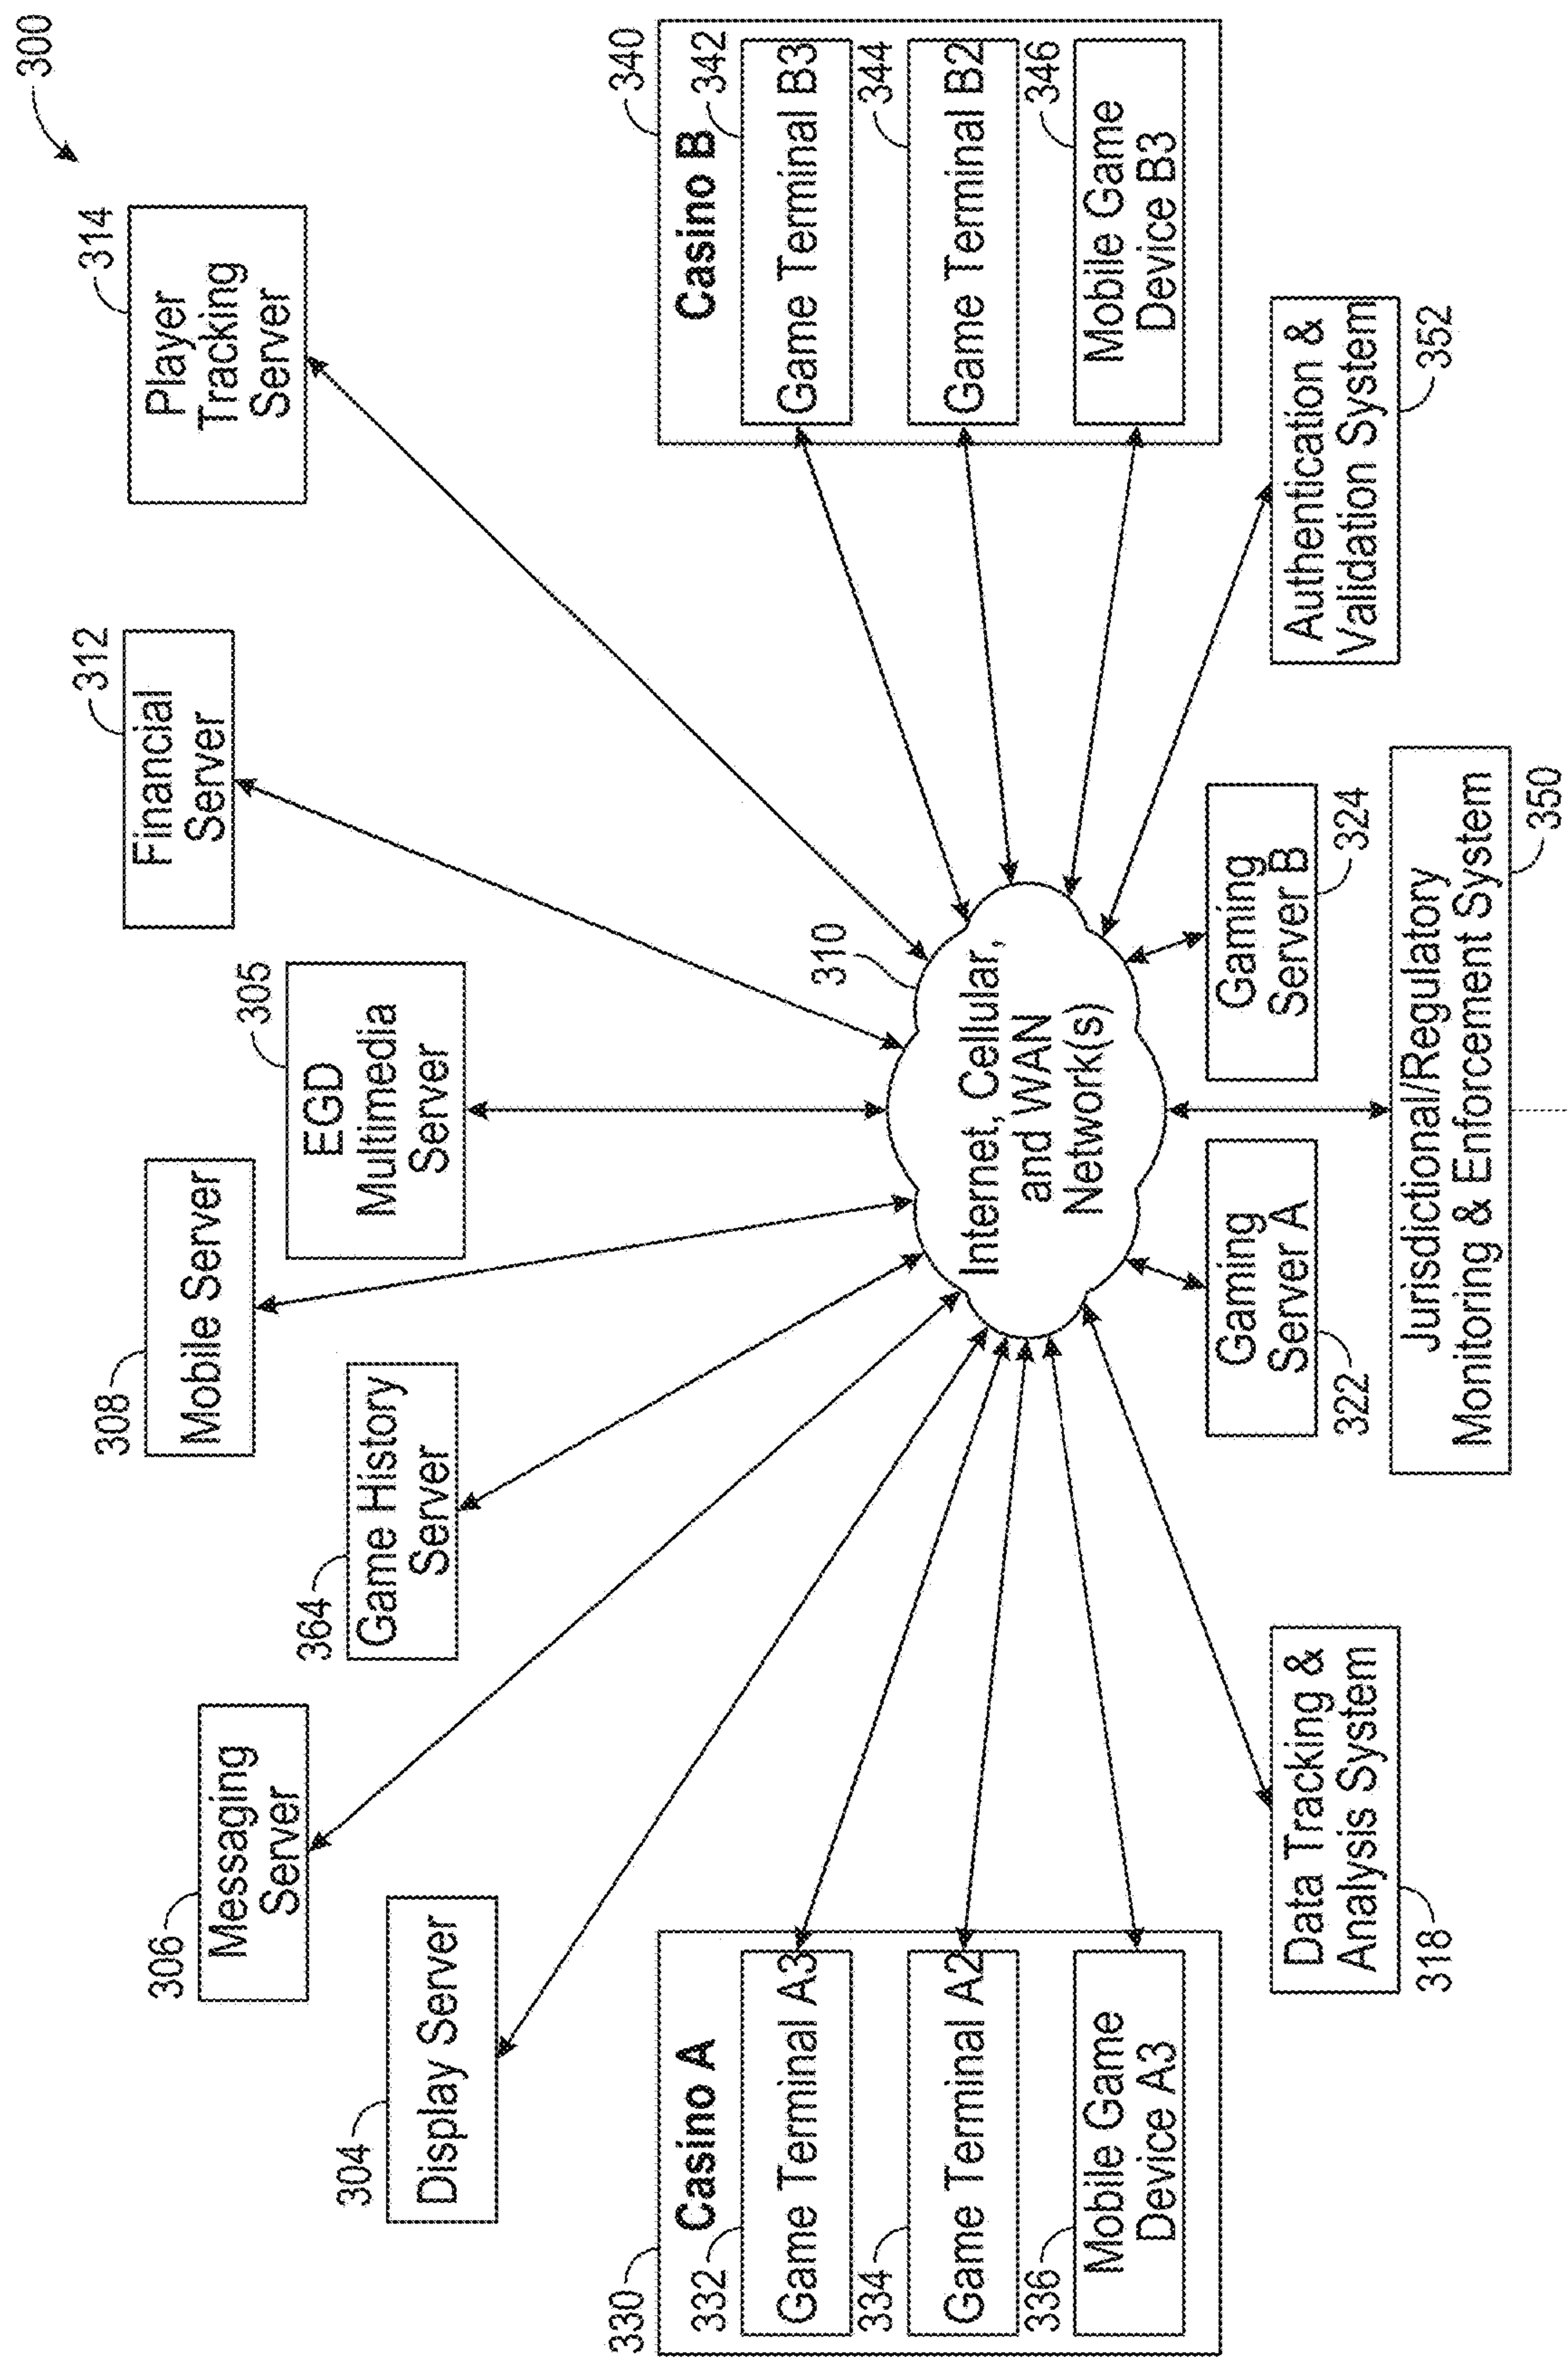 300
308
Mobile Server
305
EGD
Multimedia
Server
312
Financial
Server
314
Player
Tracking
Server
306
Messaging
Server
364
Game History
Server
304
Display Server
310
Internet, Cellular,
and WAN
Network(s)
330
Casino A
332
Game Terminal A3
334
Game Terminal A2
336
Mobile Game
Device A3
340
Casino B
342
Game Terminal B3
344
Game Terminal B2
346
Mobile Game
Device B3
318
Data Tracking &
Analysis System
322
Gaming
Server A
Gaming
Server B
324
Authentication &
Validation System
352
Jurisdictional/Regulatory
Monitoring & Enforcement System
350